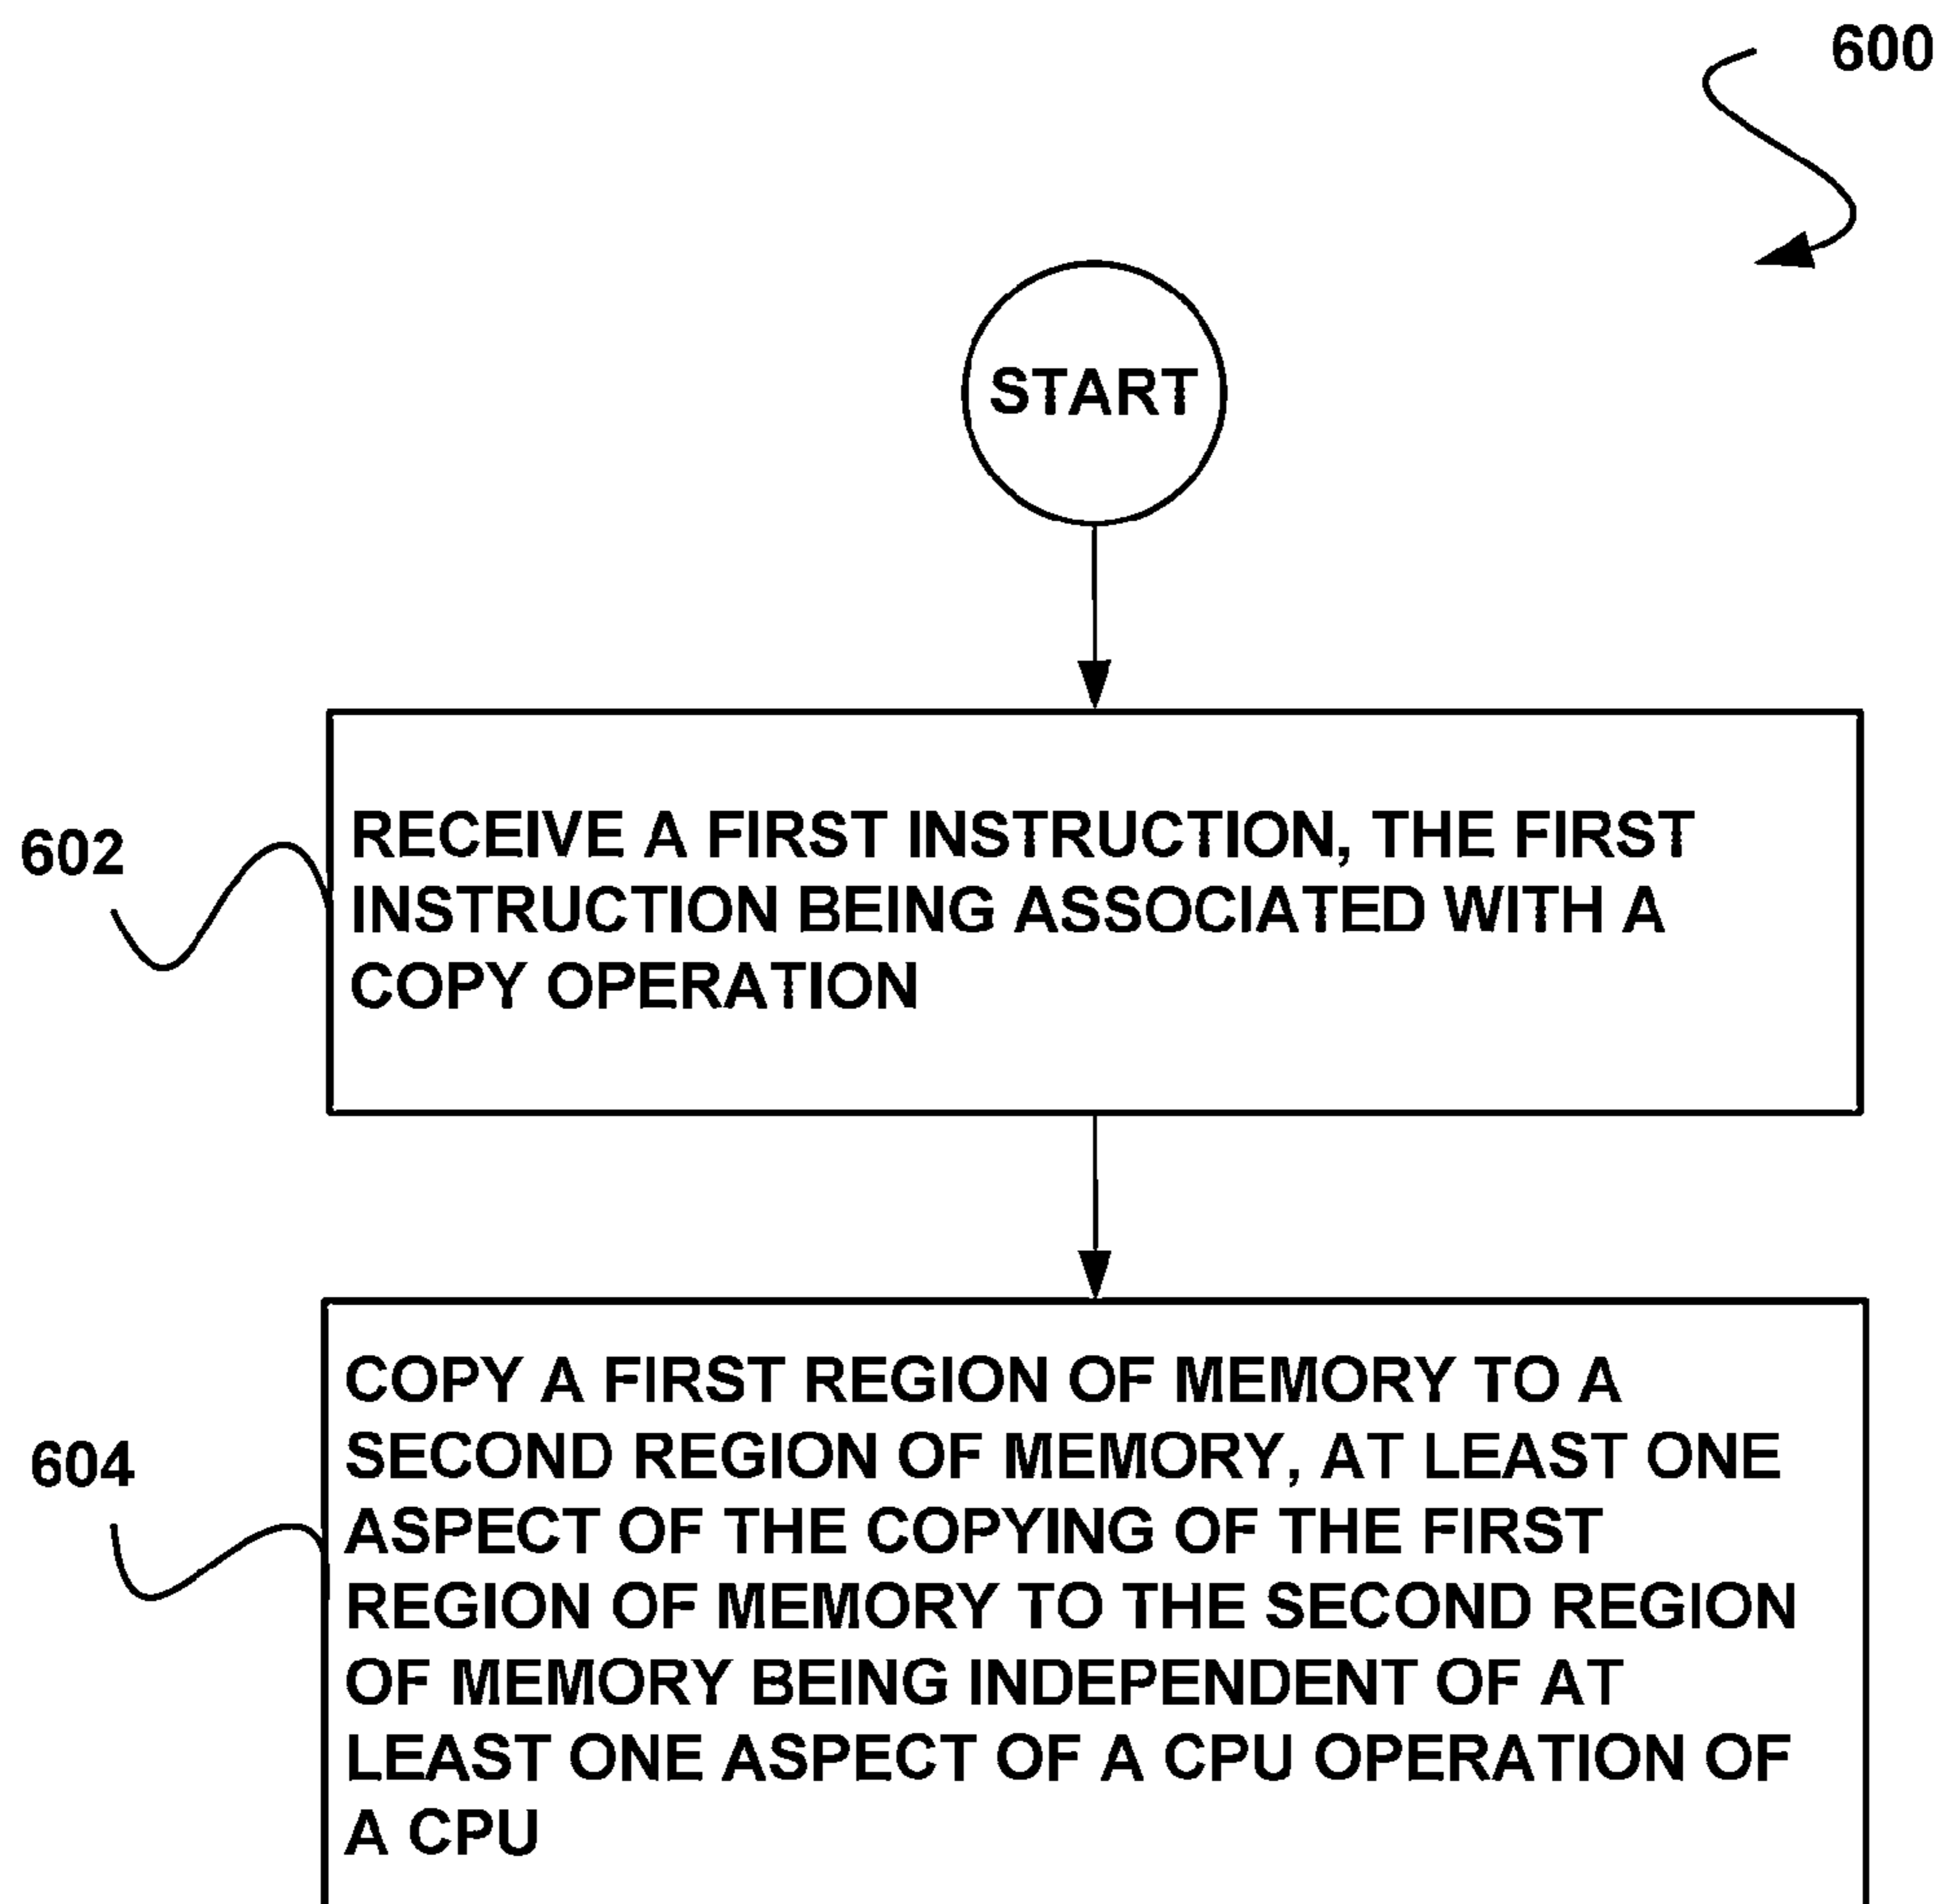 600
START
602
RECEIVE A FIRST INSTRUCTION, THE FIRST
INSTRUCTION BEING ASSOCIATED WITH A
COPY OPERATION
604
COPY A FIRST REGION OF MEMORY TO A
SECOND REGION OF MEMORY, AT LEAST ONE
ASPECT OF THE COPYING OF THE FIRST
REGION OF MEMORY TO THE SECOND REGION
OF MEMORY BEING INDEPENDENT OF AT
LEAST ONE ASPECT OF A CPU OPERATION OF
A CPU